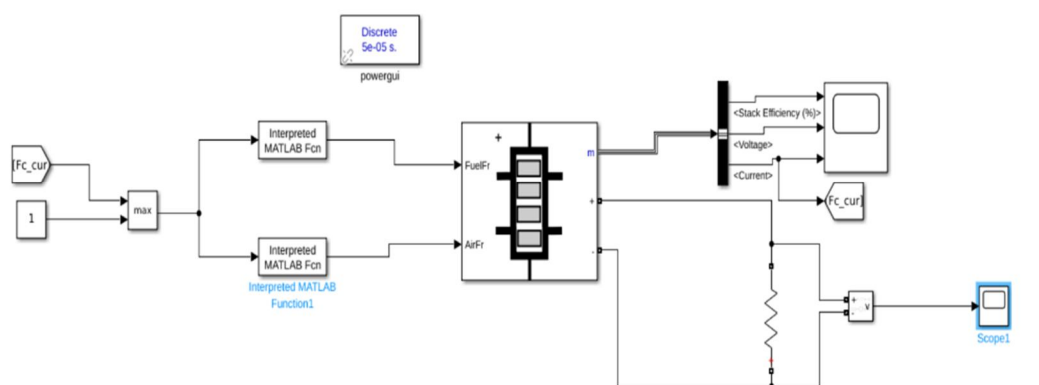 Discrete
5e-05 s.
powergui
Interpreted
MATLAB Fcn
<Stack Efficiency (%)>
<Voltage>
<Current>
[Fc_cur
1
max
+
FuelFr
m
+
AirFr
-
Fc_cur]
Interpreted
MATLAB Fcn
Interpreted MATLAB
Function1
+
-
v
+
Scope1